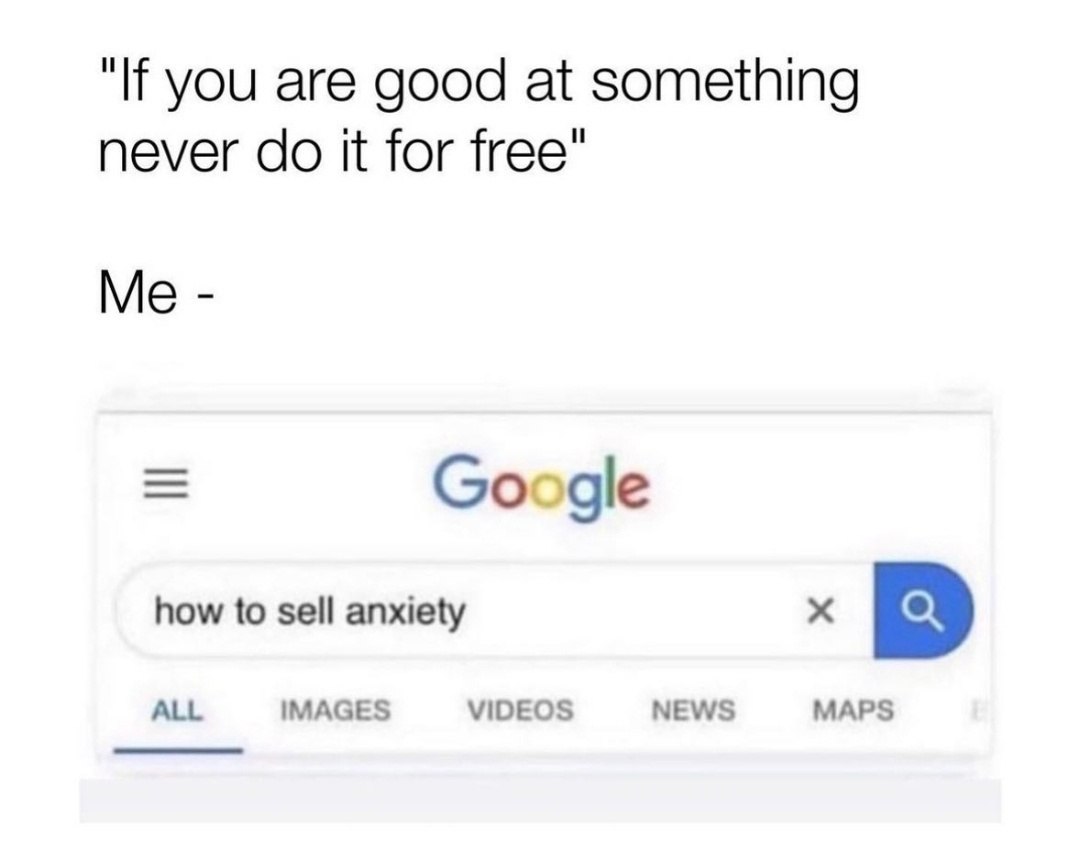 "If you are good at something
never do it for free"
Me -
Google
how to sell anxiety
ALL IMAGES VIDEOS NEWS MAPS